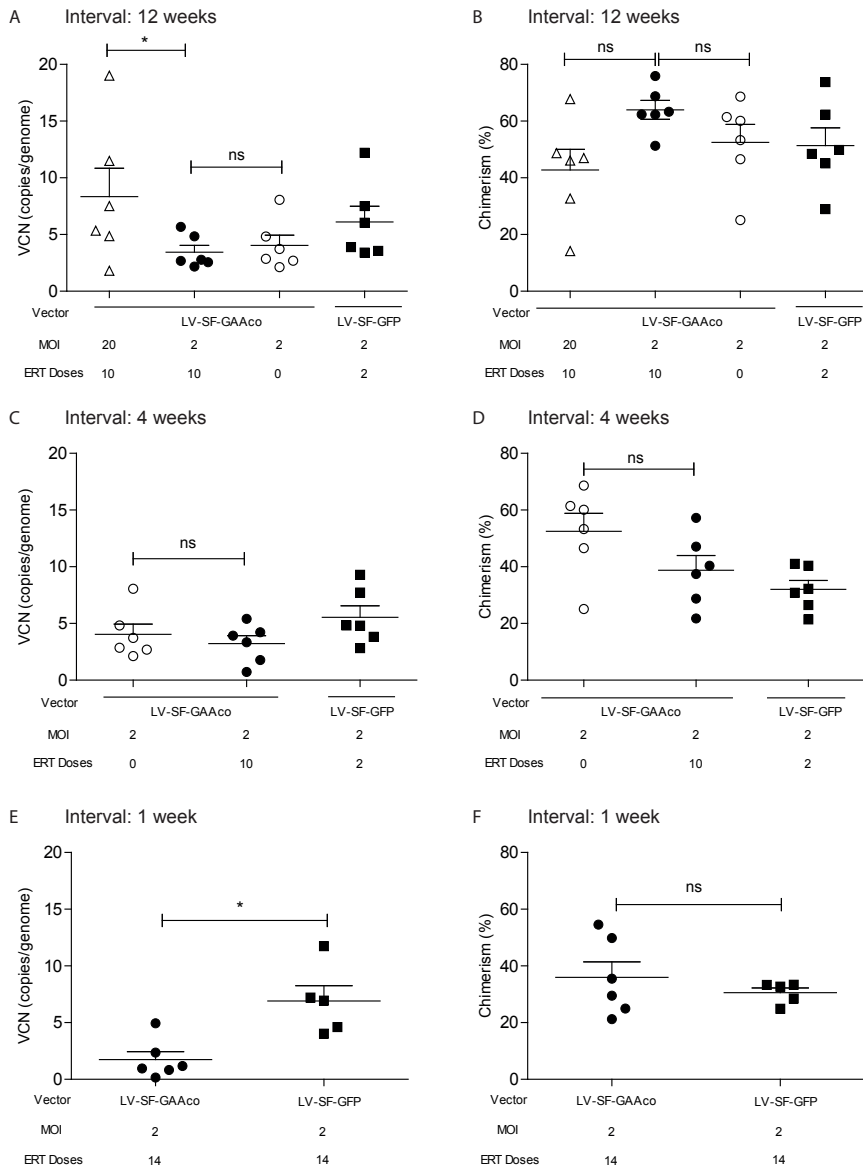 A Interval: 12 weeks
*
ns
20
15
10
5
0
VCN (copies/genome)
Vector LV-SF-GAAco LV-SF-GFP
MOI 20 2 2 2
ERT Doses 10 10 0 2
B Interval: 12 weeks
ns ns
80
60
40
20
0
Chimerism (%)
Vector LV-SF-GAAco LV-SF-GFP
MOI 20 2 2 2
ERT Doses 10 10 0 2
C Interval: 4 weeks
ns
20
15
10
5
0
VCN (copies/genome)
Vector LV-SF-GAAco LV-SF-GFP
MOI 2 2 2
ERT Doses 0 10 2
D Interval: 4 weeks
ns
80
60
40
20
0
Chimerism (%)
Vector LV-SF-GAAco LV-SF-GFP
MOI 2 2 2
ERT Doses 0 10 2
E Interval: 1 week
*
20
15
10
5
0
VCN (copies/genome)
Vector LV-SF-GAAco LV-SF-GFP
MOI 2 2
ERT Doses 14 14
F Interval: 1 week
ns
80
60
40
20
0
Chimerism (%)
Vector LV-SF-GAAco LV-SF-GFP
MOI 2 2
ERT Doses 14 14